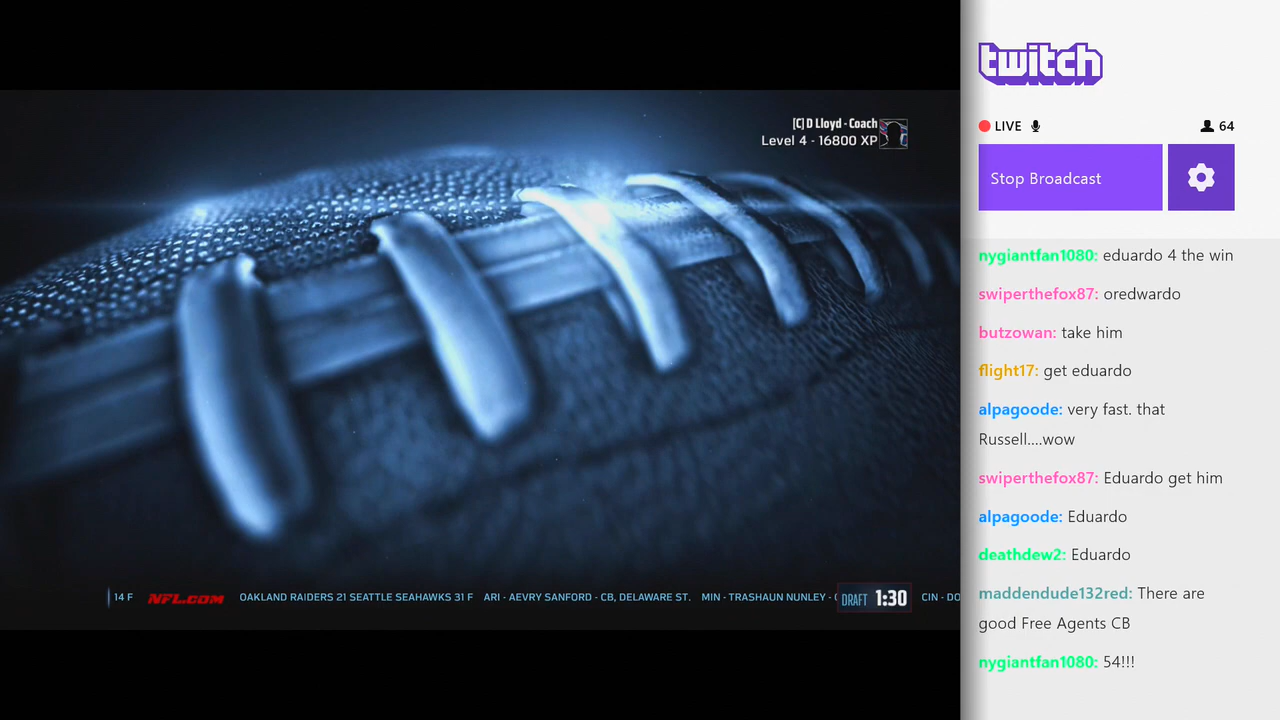 [C] D Lloyd - Coach
Level 4 - 16800 XP
14 F NFL.COM OAKLAND RAIDERS 21 SEATTLE SEAHAWKS 31 F ARI - AEVRY SANFORD - CB, DELAWARE ST. MIN - TRASHAUN NUNLEY - DRAFT 1:30 CIN - DO
twitch
LIVE 64
Stop Broadcast
nygiantfan1080: eduardo 4 the win
swiperthefox87: oredwardo
butzowan: take him
flight17: get eduardo
alpagoode: very fast. that
Russell....wow
swiperthefox87: Eduardo get him
alpagoode: Eduardo
deathdew2: Eduardo
maddendude132red: There are
good Free Agents CB
nygiantfan1080: 54!!!